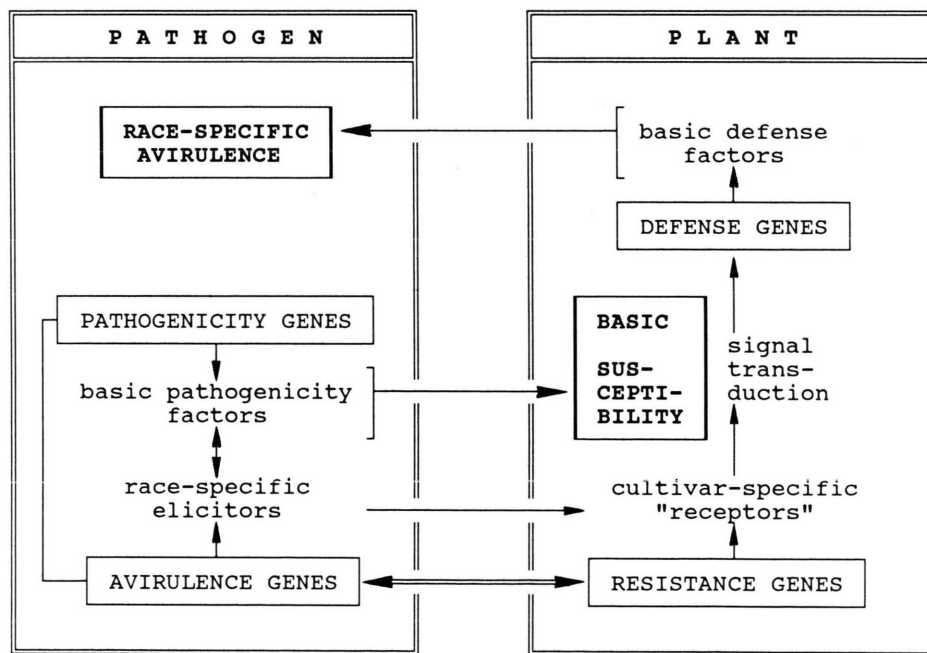 PATHOGEN
RACE-SPECIFIC
AVIRULENCE
PATHOGENICITY GENES
basic pathogenicity
factors
race-specific
elicitors
AVIRULENCE GENES
PLANT
basic defense
factors
DEFENSE GENES
BASIC
SUS-
CEPTI-
BILITY
signal
trans-
duction
cultivar-specific
"receptors"
RESISTANCE GENES